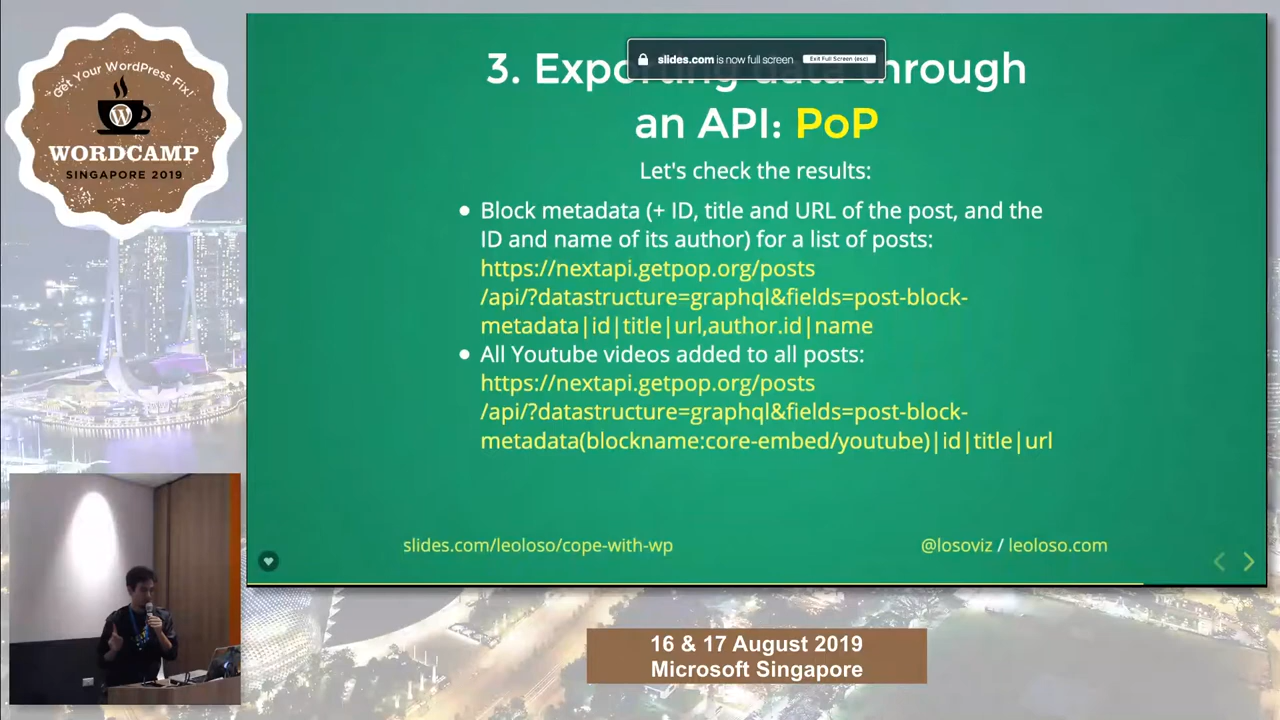 Get Your WordPress Fix!
WORDCAMP
SINGAPORE 2019
3. Exporting data through
slides.com is now full screen
Exit Full Screen (esc)
an API: PoP
Let's check the results:
Block metadata (+ ID, title and URL of the post, and the
ID and name of its author) for a list of posts:
https://nextapi.getpop.org/posts
/api/?datastructure=graphql&fields=post-block-
metadata|id|title|url,author.id|name
All Youtube videos added to all posts:
https://nextapi.getpop.org/posts
/api/?datastructure=graphql&fields=post-block-
metadata(blockname:core-embed/youtube)|id|title|url
slides.com/leoloso/cope-with-wp
@losoviz / leoloso.com
16 & 17 August 2019
Microsoft Singapore